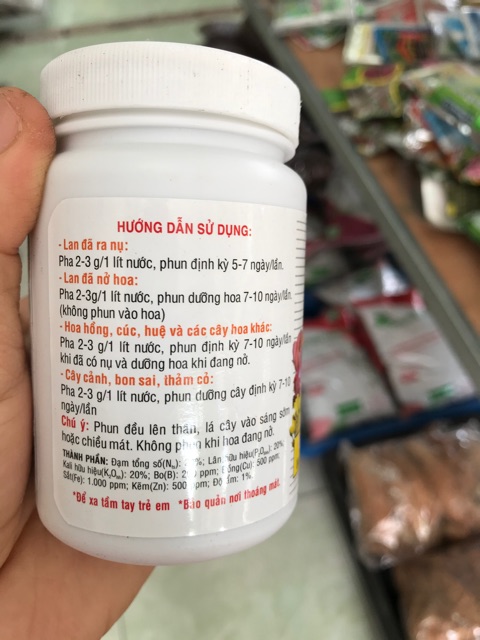 HƯỚNG DẪN SỬ DỤNG:
- Lan đã ra nụ:
Pha 2-3 g/1 lít nước, phun định kỳ 5-7 ngày/lần.
- Lan đã nở hoa:
Pha 2-3g/1 lít nước, phun dưỡng hoa 7-10 ngày/lần.
(không phun vào hoa)
- Hoa hồng, cúc, huệ và các cây hoa khác:
Pha 2-3 g/1 lít nước, phun định kỳ 7-10 ngày/lần
khi đã có nụ và dưỡng hoa khi đang nở.
- Cây cảnh, bon sai, thảm cỏ:
Pha 2-3 g/1 lít nước, phun dưỡng cây định kỳ 7-10
ngày/lần
Chú ý: Phun đều lên thân, lá cây vào sáng sớm
hoặc chiều mát. Không phun khi hoa đang nở.
THÀNH PHẦN: Đạm tổng số(Nts): Lân hữu hiệu(P2O5hh): 20%,
Kali hữu hiệu(K2Ohh): 20%; Bo(B): ppm; Đồng(Cu): 500 ppm;
Sắt(Fe): 1.000 ppm; Kẽm(Zn): 500 ppm; Độ ẩm: 1%.
*Để xa tầm tay trẻ em *Bảo quản nơi thoáng mát.